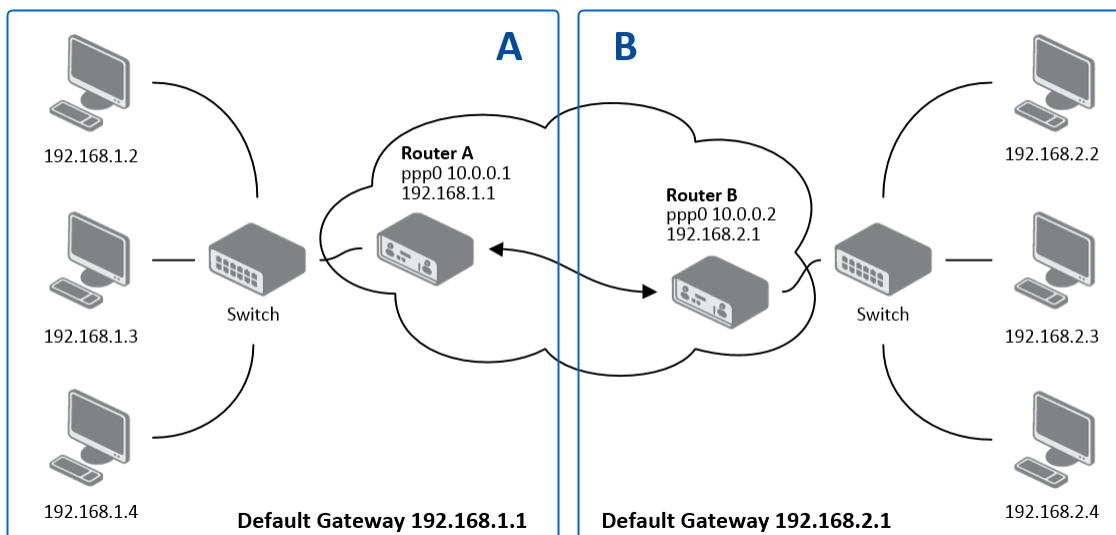 A
B
192.168.1.2
Router A
ppp0 10.0.0.1
192.168.1.1
Router B
ppp0 10.0.0.2
192.168.2.1
192.168.2.2
192.168.1.3
Switch
Switch
192.168.2.3
192.168.1.4
Default Gateway 192.168.1.1
Default Gateway 192.168.2.1
192.168.2.4